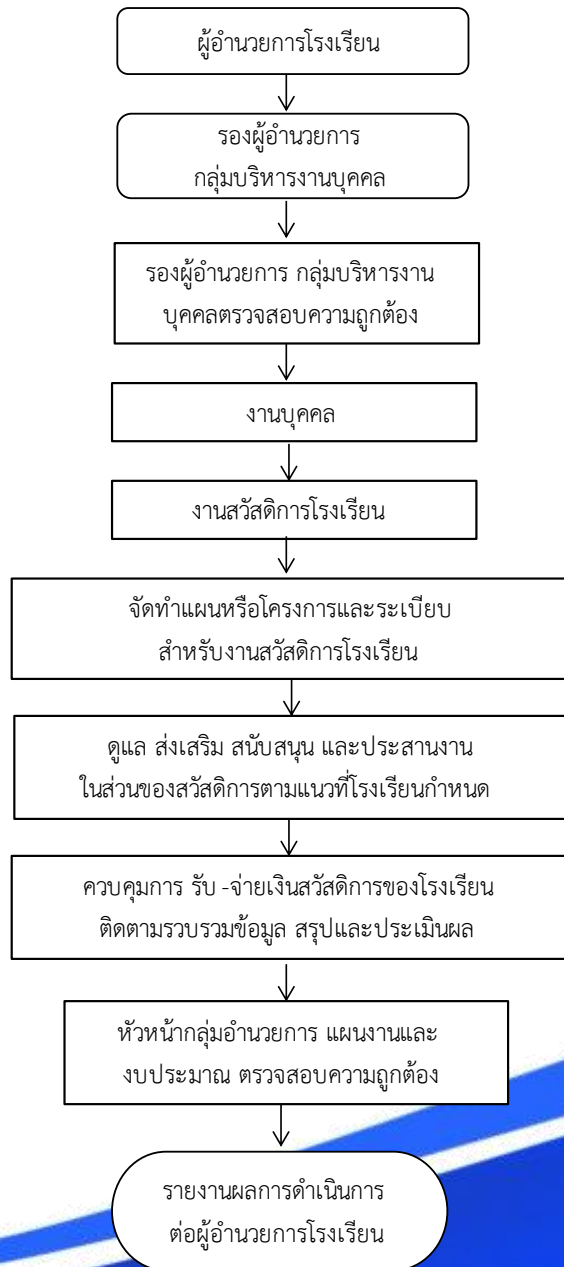 ผู้อำนวยการโรงเรียน
รองผู้อำนวยการ
กลุ่มบริหารงานบุคคล
รองผู้อำนวยการ กลุ่มบริหารงาน
บุคคลตรวจสอบความถูกต้อง
งานบุคคล
งานสวัสดิการโรงเรียน
จัดทำแผนหรือโครงการและระเบียบ
สำหรับงานสวัสดิการโรงเรียน
ดูแล ส่งเสริม สนับสนุน และประสานงาน
ในส่วนของสวัสดิการตามแนวที่โรงเรียนกำหนด
ควบคุมการ รับ -จ่ายเงินสวัสดิการของโรงเรียน
ติดตามรวบรวมข้อมูล สรุปและประเมินผล
หัวหน้ากลุ่มอำนวยการ แผนงานและ
งบประมาณ ตรวจสอบความถูกต้อง
รายงานผลการดำเนินการ
ต่อผู้อำนวยการโรงเรียน